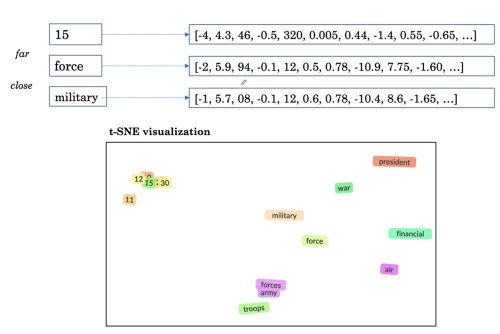 15
[-4, 4.3, 46, -0.5, 320, 0.005, 0.44, -1.4, 0.55, -0.65, …]
far
force
[-2, 5.9, 94, -0.1, 12, 0.5, 0.78, -10.9, 7.75, -1.60, …]
close
military
[-1, 5.7, 08, -0.1, 12, 0.6, 0.78, -10.4, 8.6, -1.65, …]
t-SNE visualization
president
12
15
30
war
11
military
financial
force
air
forces
army
troops